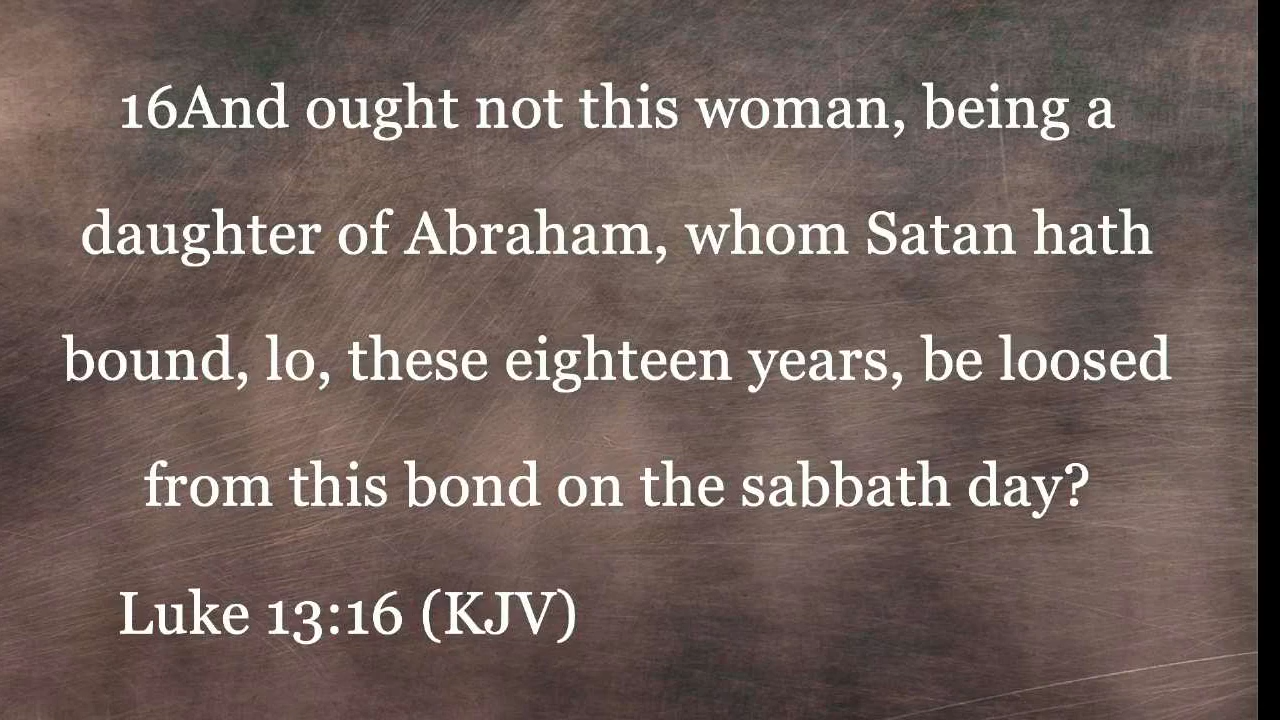 16And ought not this woman, being a
daughter of Abraham, whom Satan hath
bound, lo, these eighteen years, be loosed
from this bond on the sabbath day?
Luke 13:16 (KJV)